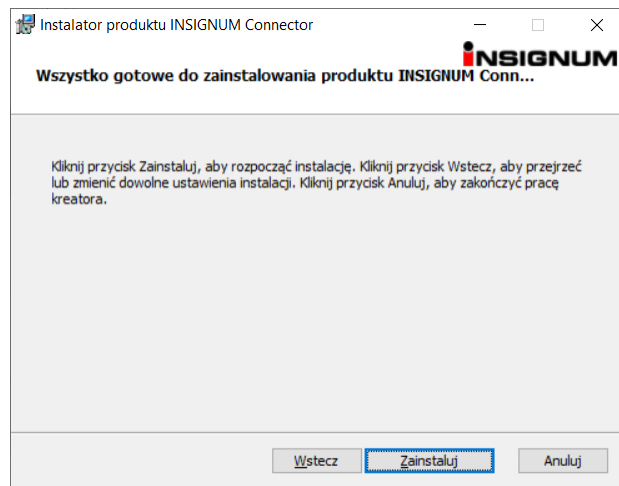 Instalator produktu INSIGNUM Connector
INSIGNUM
Wszystko gotowe do zainstalowania produktu INSIGNUM Conn...
Kliknij przycisk Zainstaluj, aby rozpocząć instalację. Kliknij przycisk Wstecz, aby przejrzeć
lub zmienić dowolne ustawienia instalacji. Kliknij przycisk Anuluj, aby zakończyć pracę
kreatora.
Wstecz
Zainstaluj
Anuluj